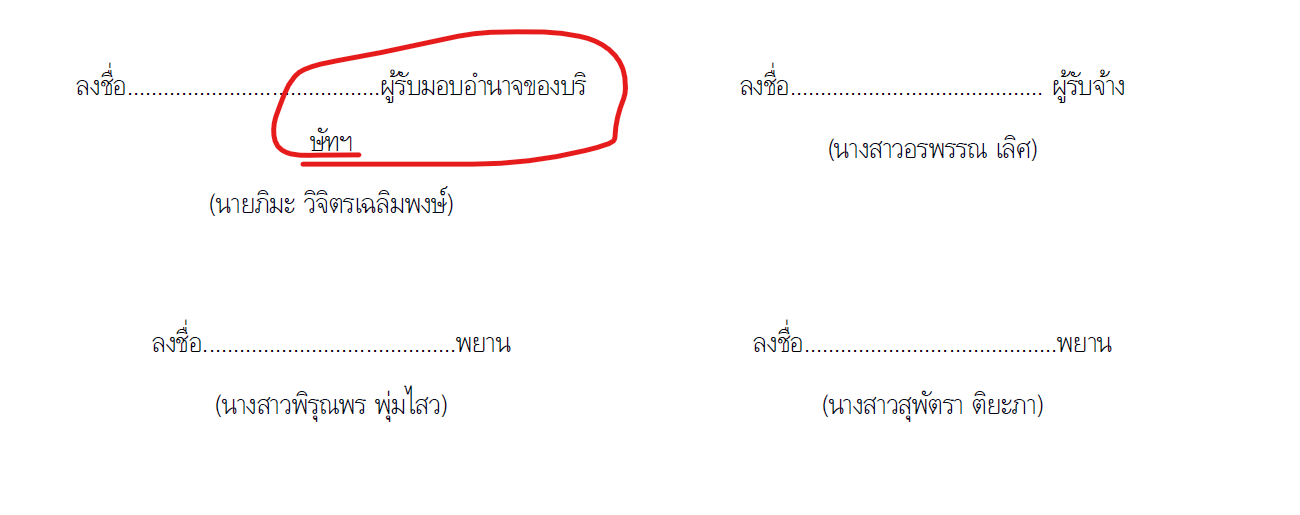 ลงชื่อ..........................................ผู้รับมอบอำนาจของบริ
ษัทฯ
(นายภิมะ วิจิตรเฉลิมพงษ์)
ลงชื่อ.......................................... ผู้รับจ้าง
(นางสาวอรพรรณ เลิศ)
ลงชื่อ..........................................พยาน
(นางสาวพิรุณพร พุ่มไสว)
ลงชื่อ..........................................พยาน
(นางสาวสุพัตรา ติยะภา)